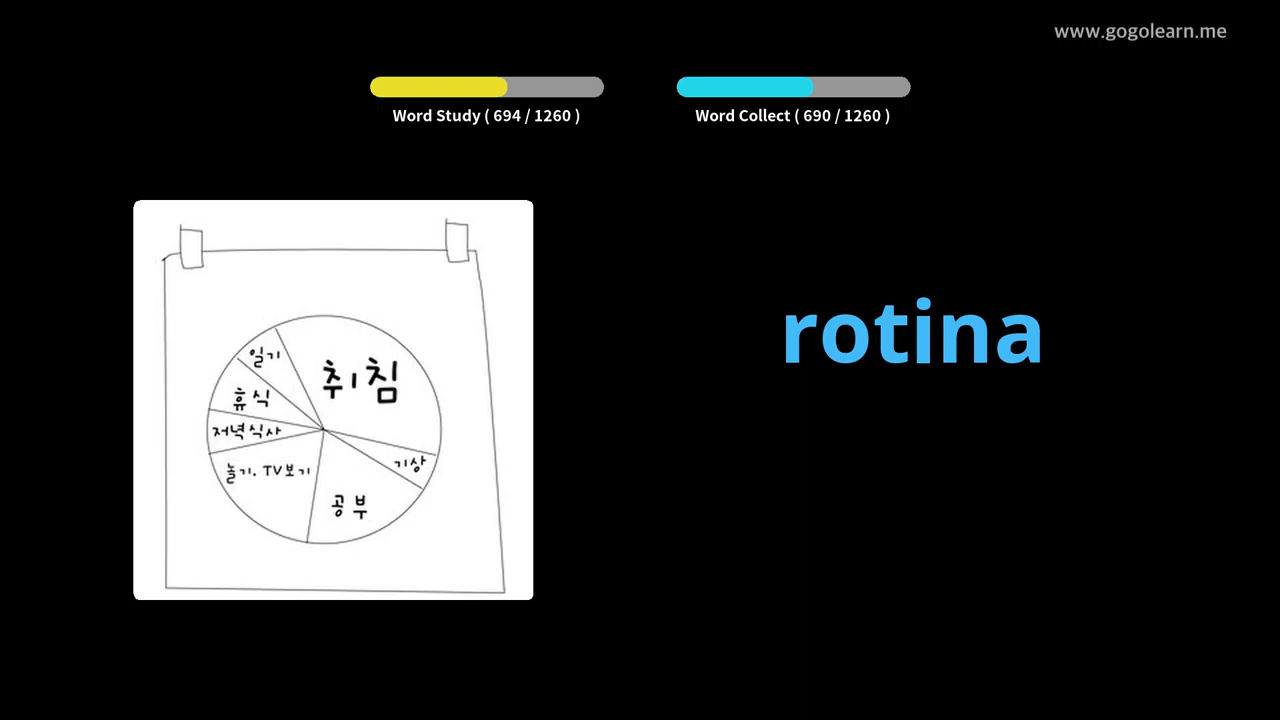 www.gogolearn.me
Word Study ( 694 / 1260 )
Word Collect ( 690 / 1260 )
일기
취침
휴식
저녁식사
기상
놀기. TV보기
공부
rotina